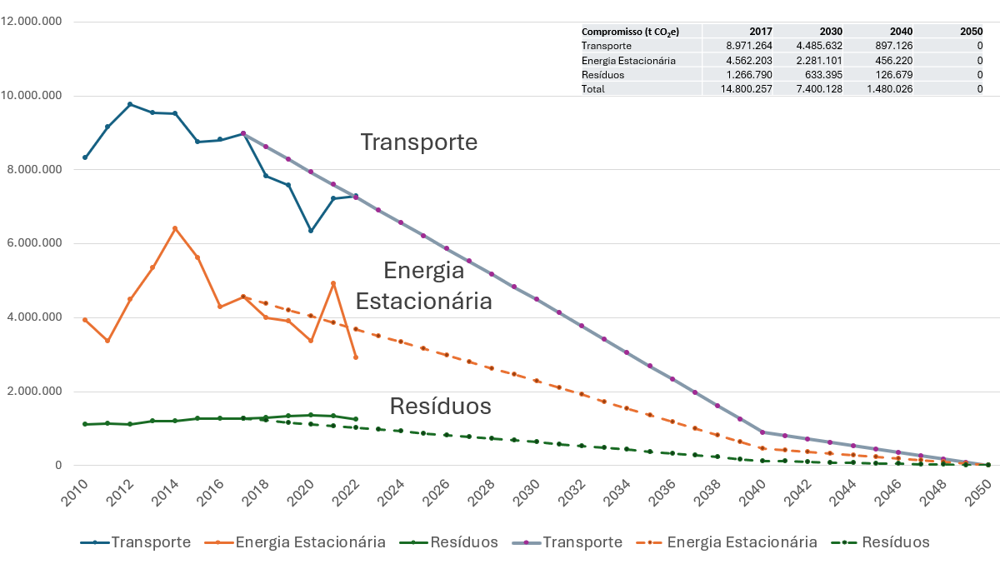 12.000.000
Compromisso (t CO₂e) 2017 2030 2040 2050
Transporte 8.971.264 4.485.632 897.126 0
Energia Estacionária 4.562.203 2.281.101 456.220 0
Resíduos 1.266.790 633.395 126.679 0
Total 14.800.257 7.400.128 1.480.026 0
10.000.000
Transporte
8.000.000
6.000.000
Energia
Estacionária
4.000.000
Resíduos
2.000.000
0
2010 2012 2014 2016 2018 2020 2022 2024 2026 2028 2030 2032 2034 2036 2038 2040 2042 2044 2046 2048 2050
Transporte Energia Estacionária Resíduos Transporte Energia Estacionária Resíduos